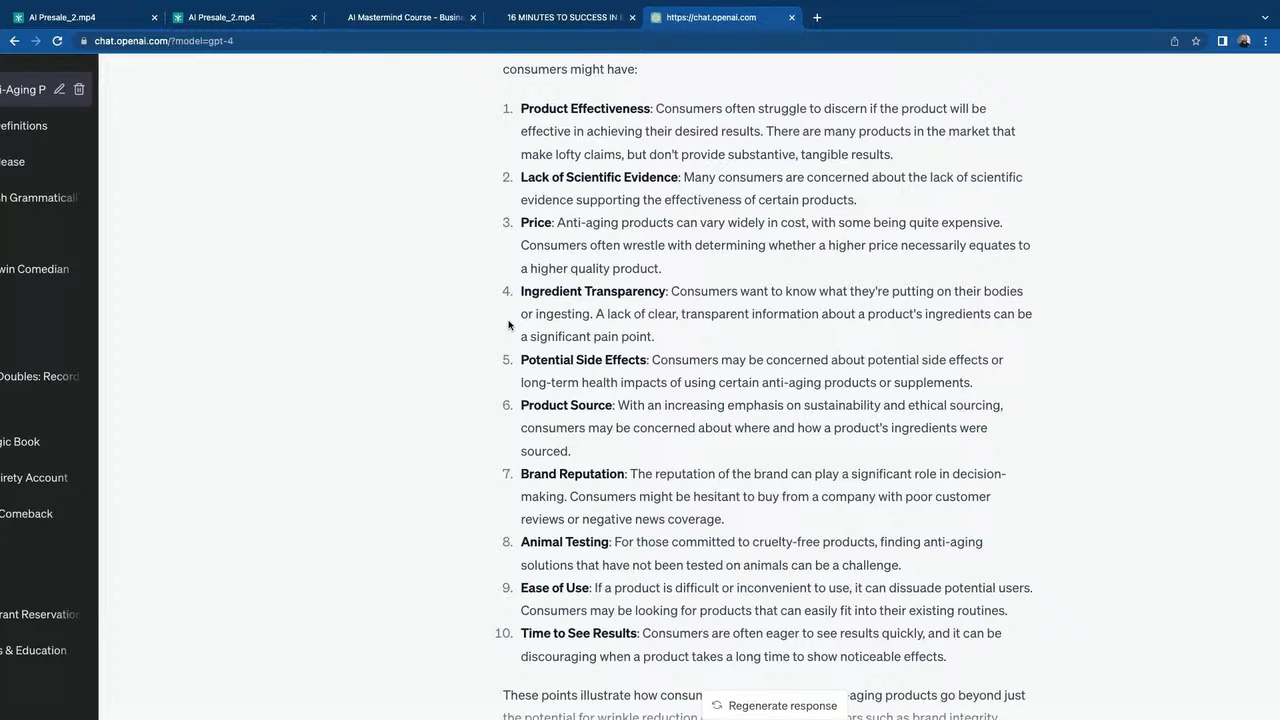 AI Presale_2.mp4
AI Presale_2.mp4
AI Mastermind Course - Busin
16 MINUTES TO SUCCESS IN
https://chat.openai.com
chat.openai.com/?model=gpt-4
i-Aging P
efinitions
ease
sh Grammaticall
win Comedian
Doubles: Record
gic Book
irety Account
Comeback
rant Reservation
s & Education
consumers might have:
1. Product Effectiveness: Consumers often struggle to discern if the product will be
effective in achieving their desired results. There are many products in the market that
make lofty claims, but don't provide substantive, tangible results.
2. Lack of Scientific Evidence: Many consumers are concerned about the lack of scientific
evidence supporting the effectiveness of certain products.
3. Price: Anti-aging products can vary widely in cost, with some being quite expensive.
Consumers often wrestle with determining whether a higher price necessarily equates to
a higher quality product.
4. Ingredient Transparency: Consumers want to know what they're putting on their bodies
or ingesting. A lack of clear, transparent information about a product's ingredients can be
a significant pain point.
5. Potential Side Effects: Consumers may be concerned about potential side effects or
long-term health impacts of using certain anti-aging products or supplements.
6. Product Source: With an increasing emphasis on sustainability and ethical sourcing,
consumers may be concerned about where and how a product's ingredients were
sourced.
7. Brand Reputation: The reputation of the brand can play a significant role in decision-
making. Consumers might be hesitant to buy from a company with poor customer
reviews or negative news coverage.
8. Animal Testing: For those committed to cruelty-free products, finding anti-aging
solutions that have not been tested on animals can be a challenge.
9. Ease of Use: If a product is difficult or inconvenient to use, it can dissuade potential users.
Consumers may be looking for products that can easily fit into their existing routines.
10. Time to See Results: Consumers are often eager to see results quickly, and it can be
discouraging when a product takes a long time to show noticeable effects.
These points illustrate how consum
-aging products go beyond just
Regenerate response
the potential for wrinkle reduction
ors such as brand integrity,